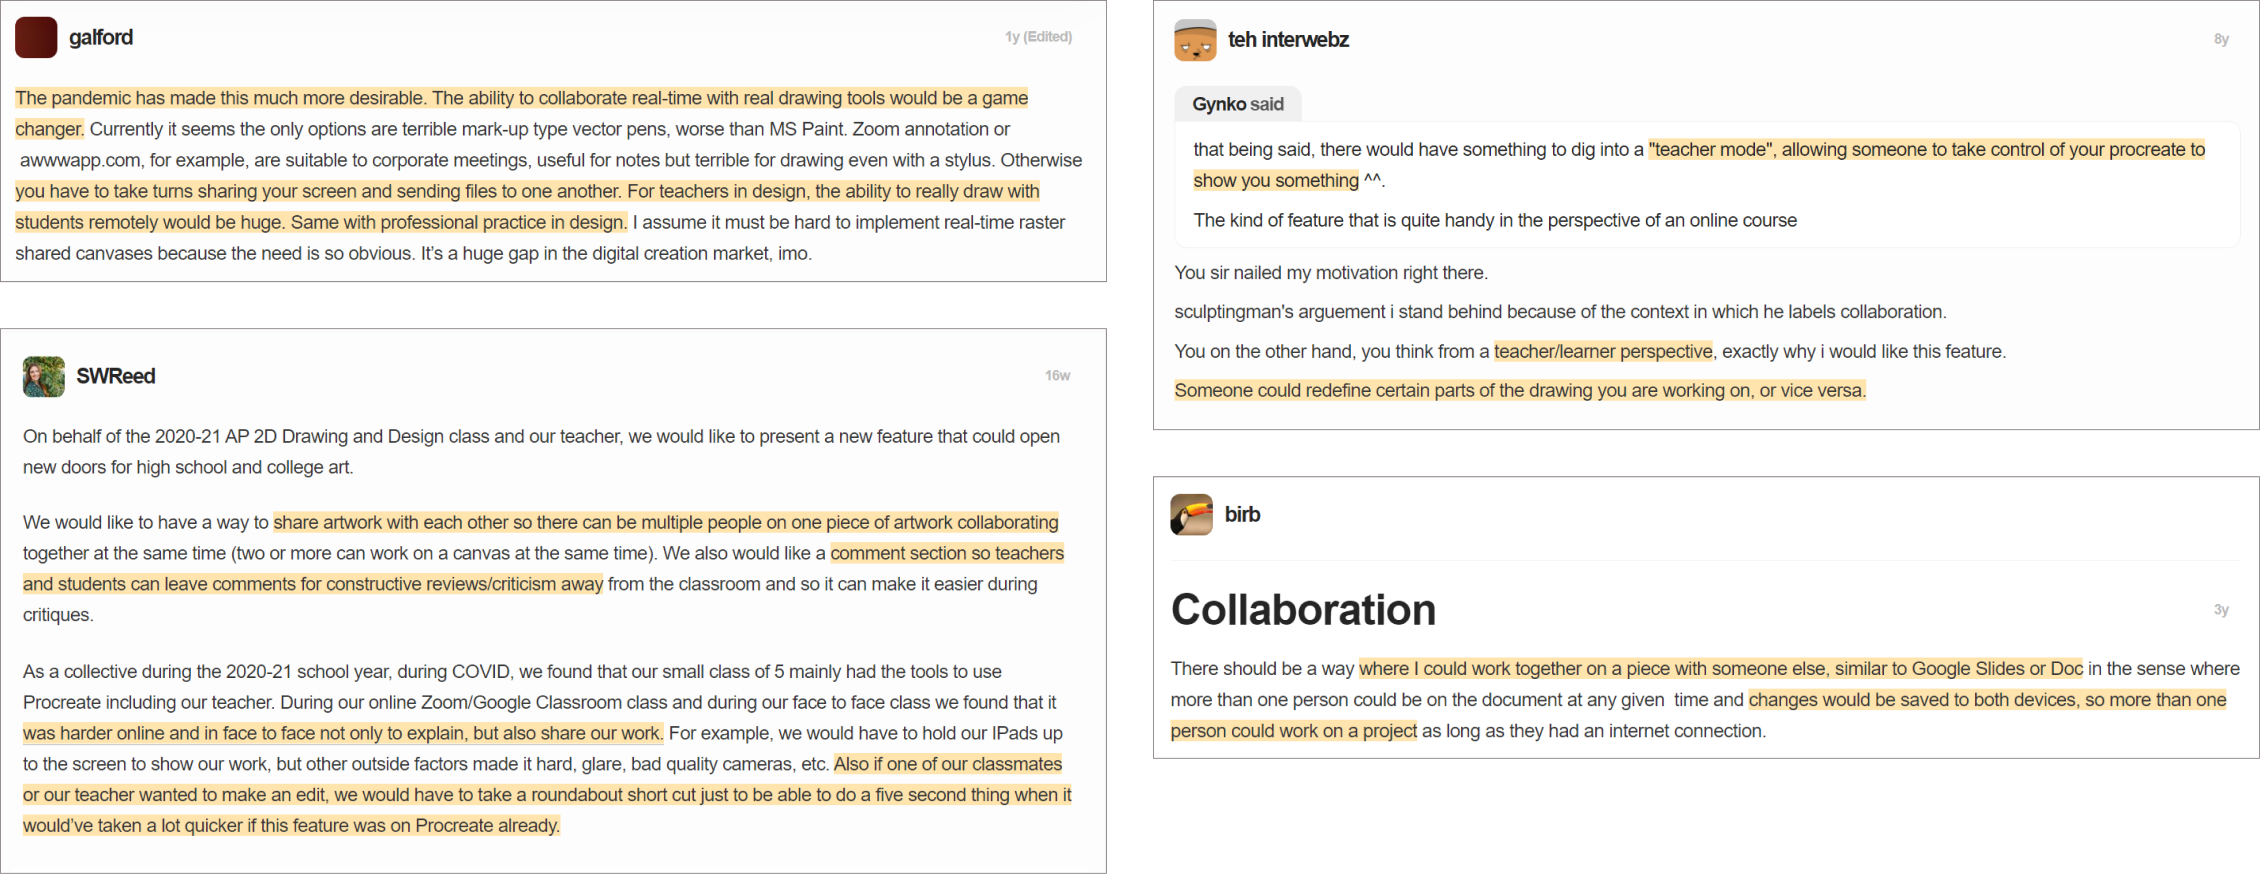 galford
1y (Edited)
The pandemic has made this much more desirable. The ability to collaborate real-time with real drawing tools would be a game
changer. Currently it seems the only options are terrible mark-up type vector pens, worse than MS Paint. Zoom annotation or
awwwapp.com, for example, are suitable to corporate meetings, useful for notes but terrible for drawing even with a stylus. Otherwise
you have to take turns sharing your screen and sending files to one another. For teachers in design, the ability to really draw with
students remotely would be huge. Same with professional practice in design. I assume it must be hard to implement real-time raster
shared canvases because the need is so obvious. It’s a huge gap in the digital creation market, imo.
SWReed
16w
On behalf of the 2020-21 AP 2D Drawing and Design class and our teacher, we would like to present a new feature that could open
new doors for high school and college art.
We would like to have a way to share artwork with each other so there can be multiple people on one piece of artwork collaborating
together at the same time (two or more can work on a canvas at the same time). We also would like a comment section so teachers
and students can leave comments for constructive reviews/criticism away from the classroom and so it can make it easier during
critiques.
As a collective during the 2020-21 school year, during COVID, we found that our small class of 5 mainly had the tools to use
Procreate including our teacher. During our online Zoom/Google Classroom class and during our face to face class we found that it
was harder online and in face to face not only to explain, but also share our work. For example, we would have to hold our IPads up
to the screen to show our work, but other outside factors made it hard, glare, bad quality cameras, etc. Also if one of our classmates
or our teacher wanted to make an edit, we would have to take a roundabout short cut just to be able to do a five second thing when it
would’ve taken a lot quicker if this feature was on Procreate already.
teh interwebz
8y
Gynko said
that being said, there would have something to dig into a "teacher mode", allowing someone to take control of your procreate to
show you something ^^.
The kind of feature that is quite handy in the perspective of an online course
You sir nailed my motivation right there.
sculptingman's arguement i stand behind because of the context in which he labels collaboration.
You on the other hand, you think from a teacher/learner perspective, exactly why i would like this feature.
Someone could redefine certain parts of the drawing you are working on, or vice versa.
birb
Collaboration
3y
There should be a way where I could work together on a piece with someone else, similar to Google Slides or Doc in the sense where
more than one person could be on the document at any given  time and changes would be saved to both devices, so more than one
person could work on a project as long as they had an internet connection.